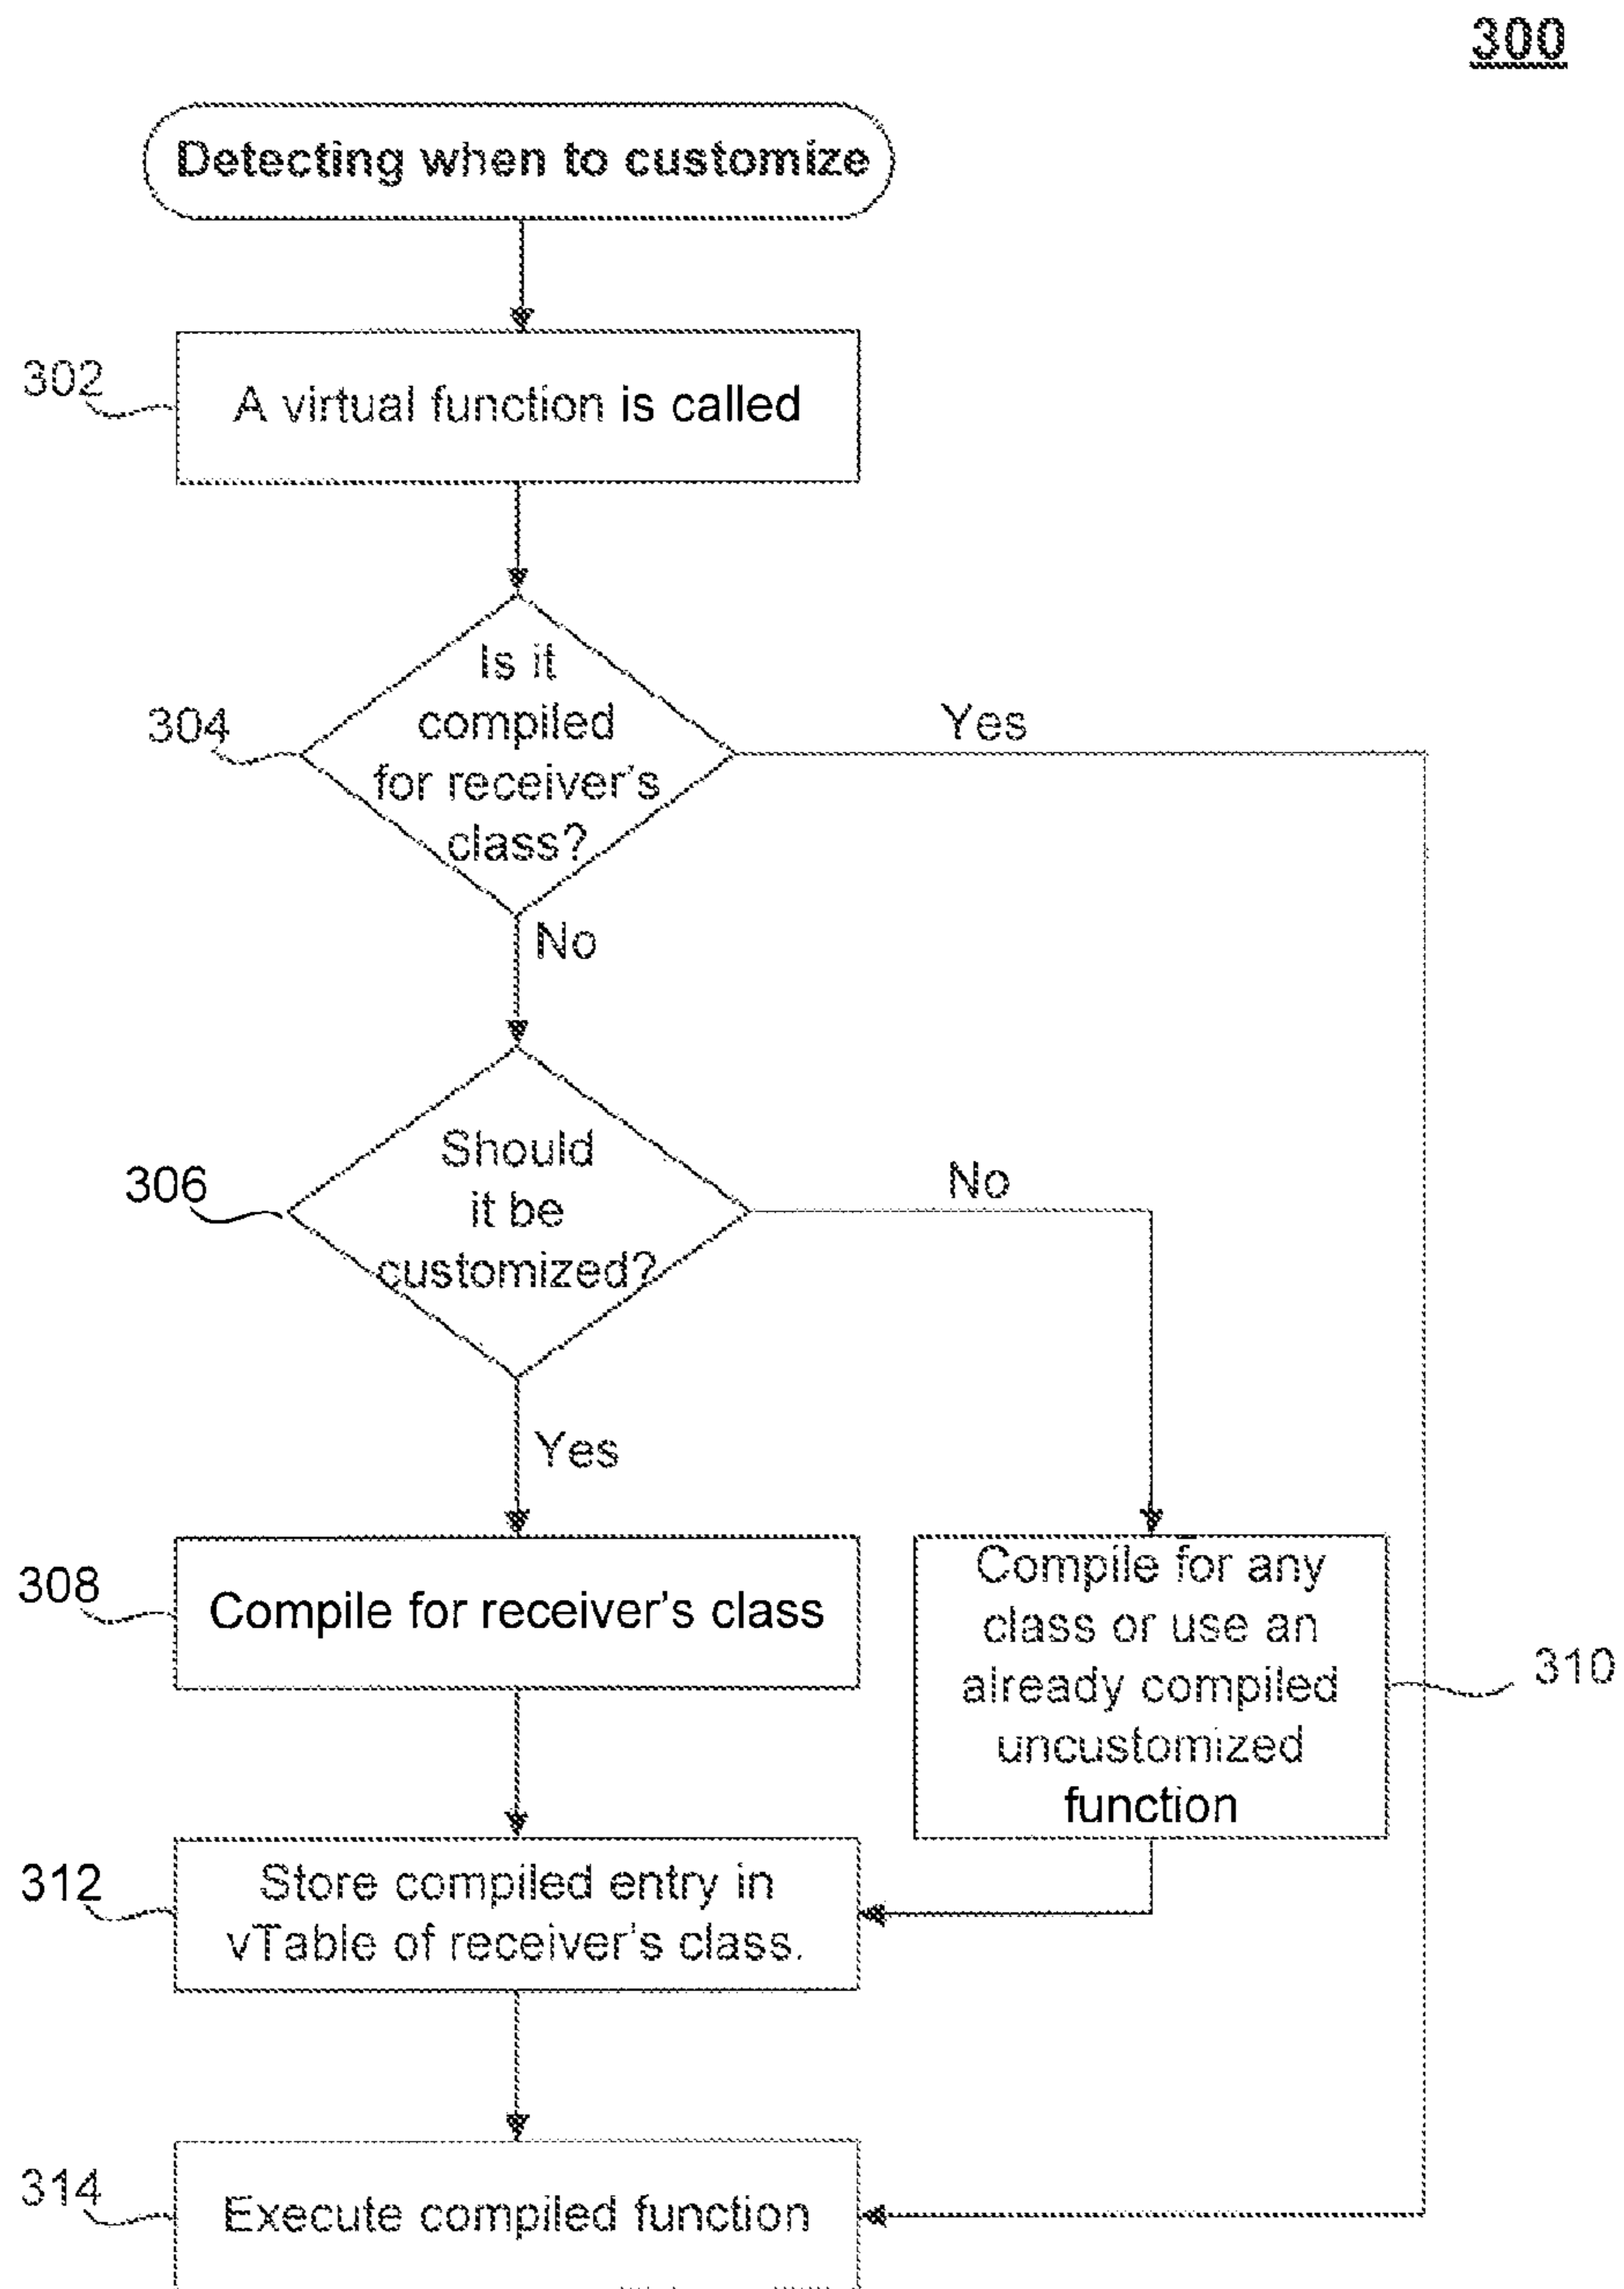 300
Detecting when to customize
302
A virtual function is called
304
Is it
compiled
for receiver's
class?
Yes
No
306
Should
it be
customized?
No
Yes
308
Compile for receiver's class
Compile for any
class or use an
already compiled
uncustomized
function
310
312
Store compiled entry in
vTable of receiver's class.
314
Execute compiled function